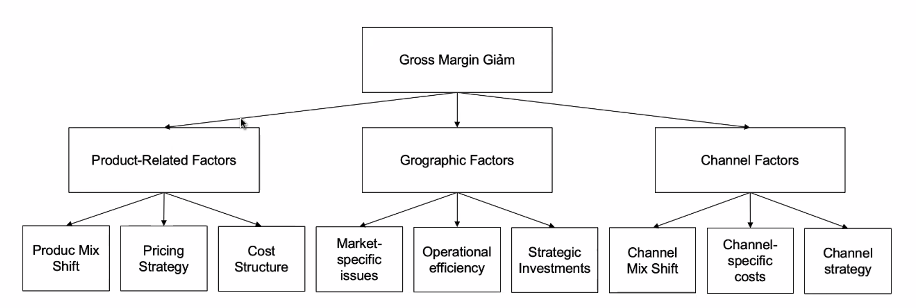 Gross Margin Giảm
Product-Related Factors
Grographic Factors
Channel Factors
Produc Mix
Shift
Pricing
Strategy
Cost
Structure
Market-
specific
issues
Operational
efficiency
Strategic
Investments
Channel
Mix Shift
Channel-
specific
costs
Channel
strategy